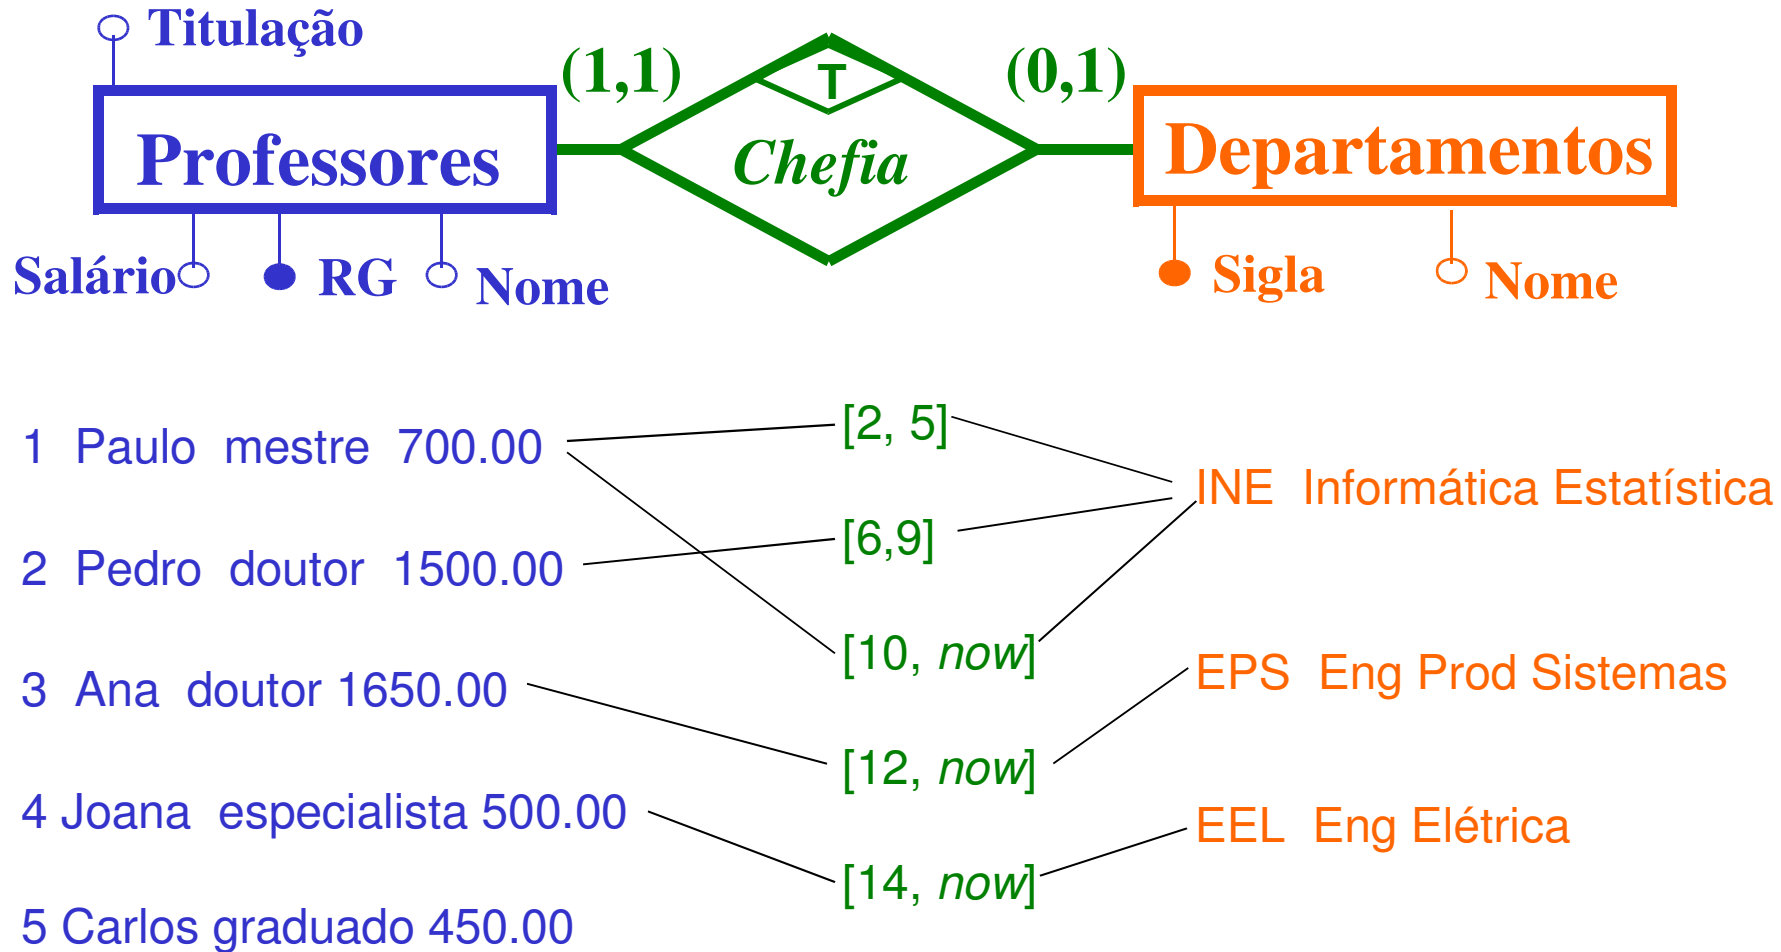 Titulação
(1,1) T (0,1)
Professores Chefia Departamentos
Salário RG Nome Sigla Nome
1 Paulo mestre 700.00
[2, 5]
INE Informática Estatística
2 Pedro doutor 1500.00
[6,9]
3 Ana doutor 1650.00
[10, now]
EPS Eng Prod Sistemas
4 Joana especialista 500.00
[12, now]
EEL Eng Elétrica
5 Carlos graduado 450.00
[14, now]